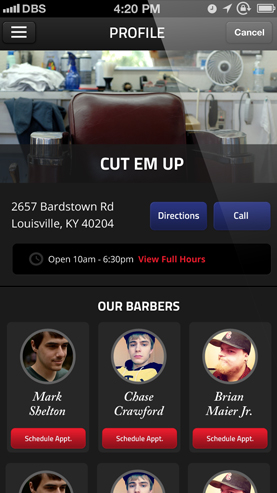 DBS 4:20 PM
PROFILE Cancel
CUT EM UP
2657 Bardstown Rd
Louisville, KY 40204
Directions Call
Open 10am - 6:30pm View Full Hours
OUR BARBERS
Mark Shelton
Chase Crawford
Brian Maier Jr.
Schedule Appt. Schedule Appt. Schedule Appt.